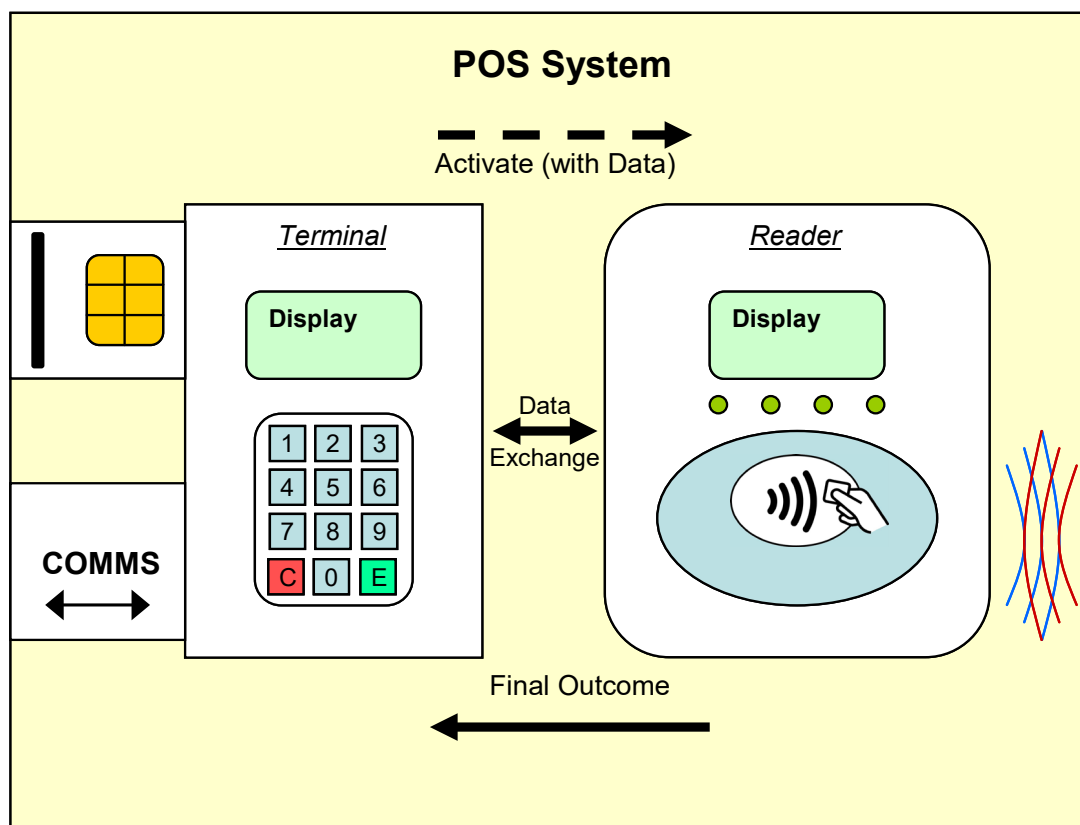 POS System
Activate (with Data)
Terminal
Reader
Display
Display
Data
Exchange
1 2 3
4 5 6
7 8 9
C 0 E
COMMS
Final Outcome